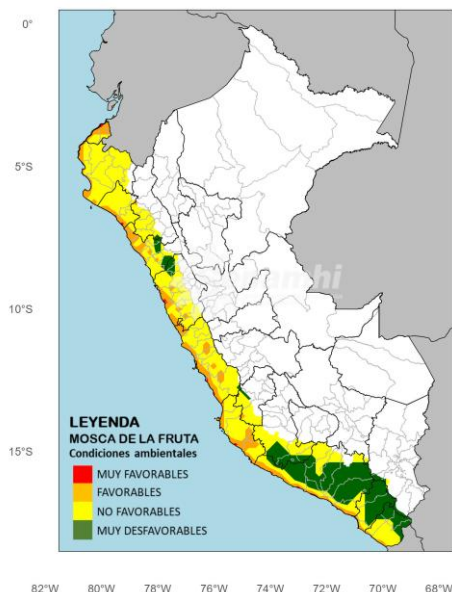 0°
5°S
10°S
15°S
LEYENDA
MOSCA DE LA FRUTA
Condiciones ambientales
MUY FAVORABLES
FAVORABLES
NO FAVORABLES
MUY DESFAVORABLES
82°W 80°W 78°W 76°W 74°W 72°W 70°W 68°W